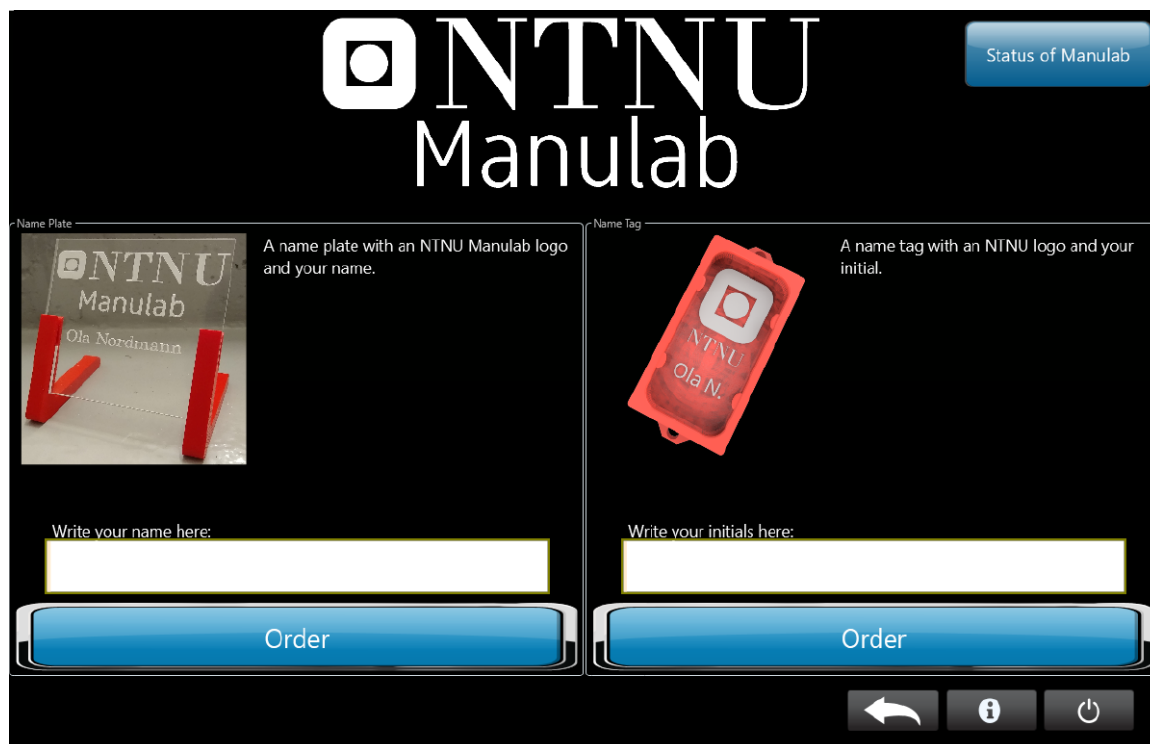 NTNU
Manulab
Status of Manulab
Name Plate
NTNU
Manulab
Ola Nordmann
A name plate with an NTNU Manulab logo
and your name.
Write your name here:
Order
Name Tag
NTNU
Ola N.
A name tag with an NTNU logo and your
initial.
Write your initials here:
Order